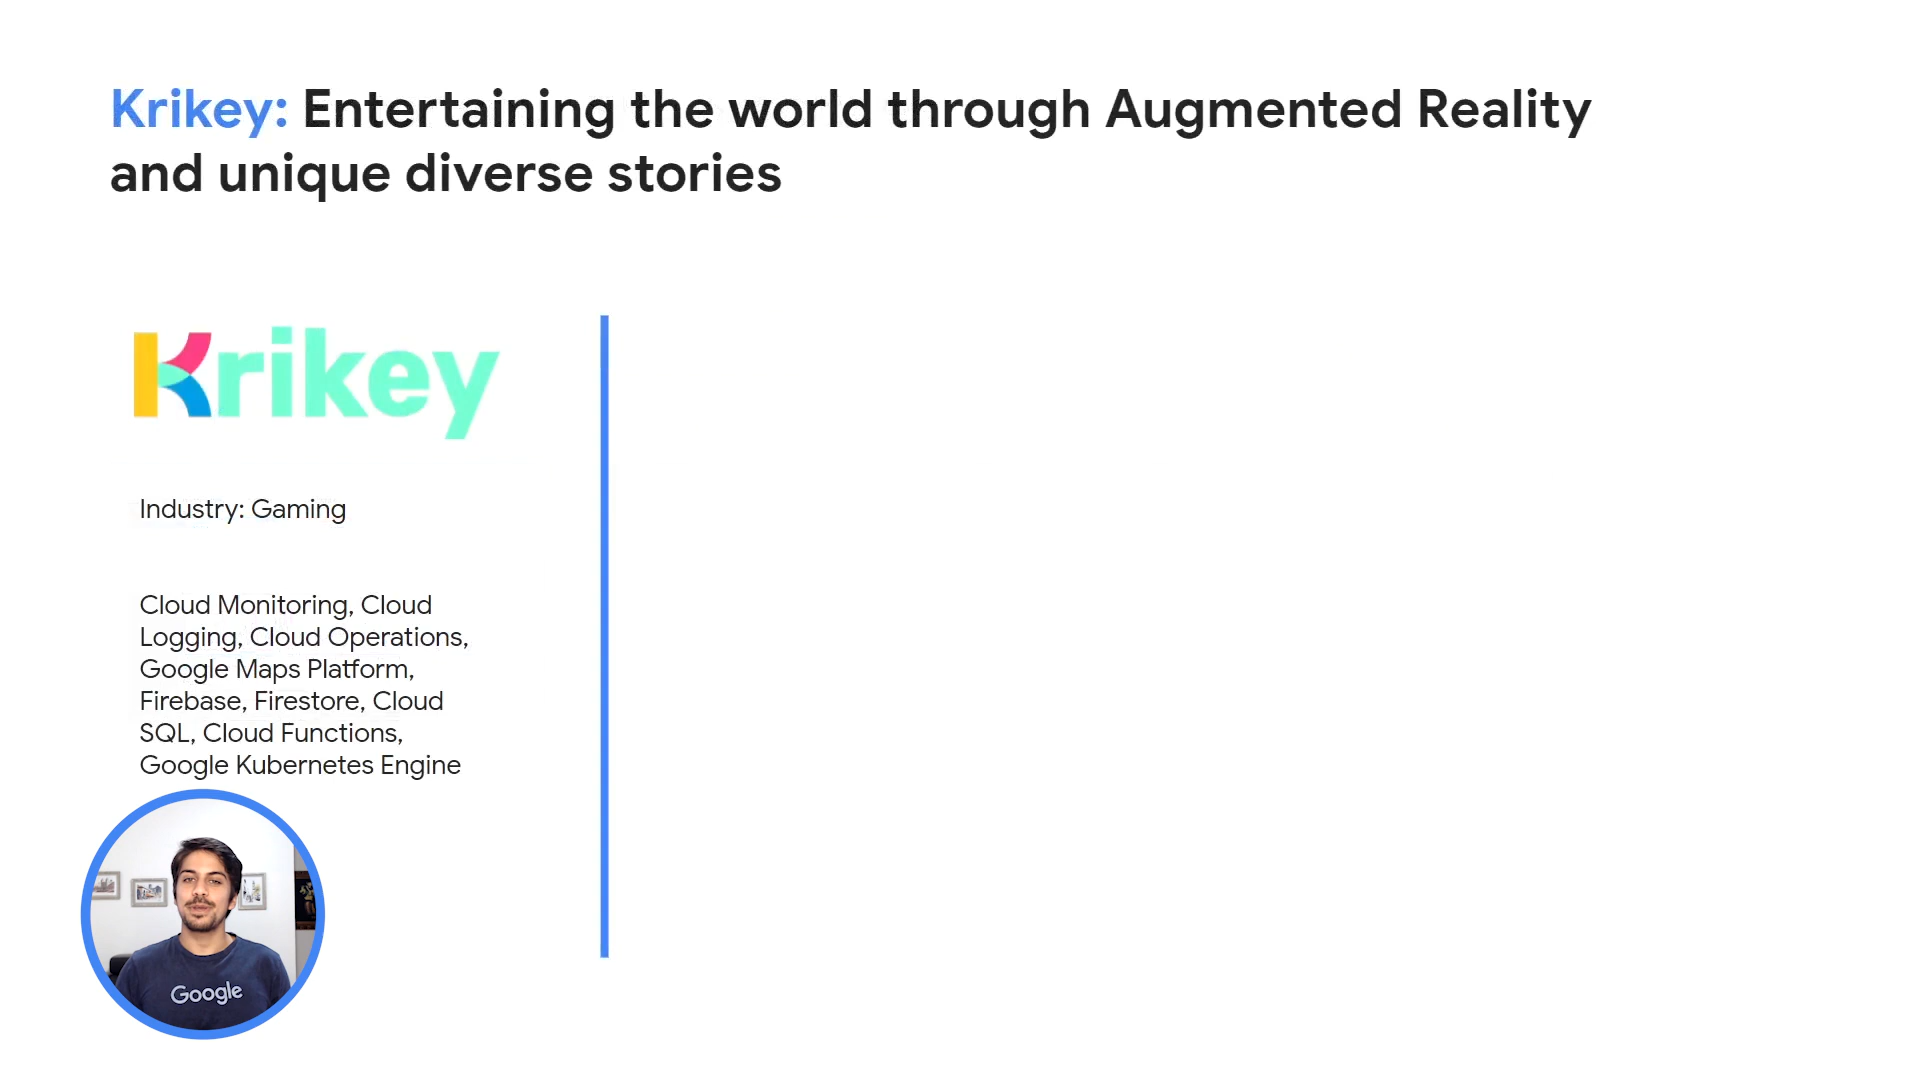 Krikey: Entertaining the world through Augmented Reality
and unique diverse stories
Krikey
Industry: Gaming
Cloud Monitoring, Cloud
Logging, Cloud Operations,
Google Maps Platform,
Firebase, Firestore, Cloud
SQL, Cloud Functions,
Google Kubernetes Engine
Google